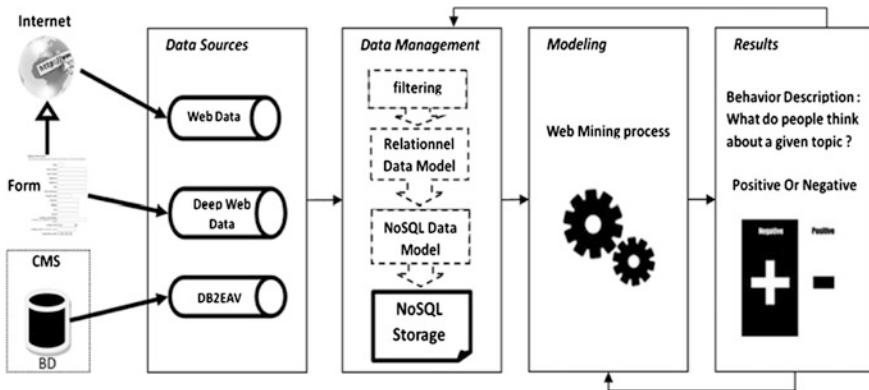 Internet
http://www
Form
CMS
BD
Data Sources
Web Data
Deep Web
Data
DB2EAV
Data Management
filtering
Relationnel
Data Model
NoSQL Data
Model
NoSQL
Storage
Modeling
Web Mining process
Results
Behavior Description :
What do people think
about a given topic ?
Positive Or Negative
Negative
Positive